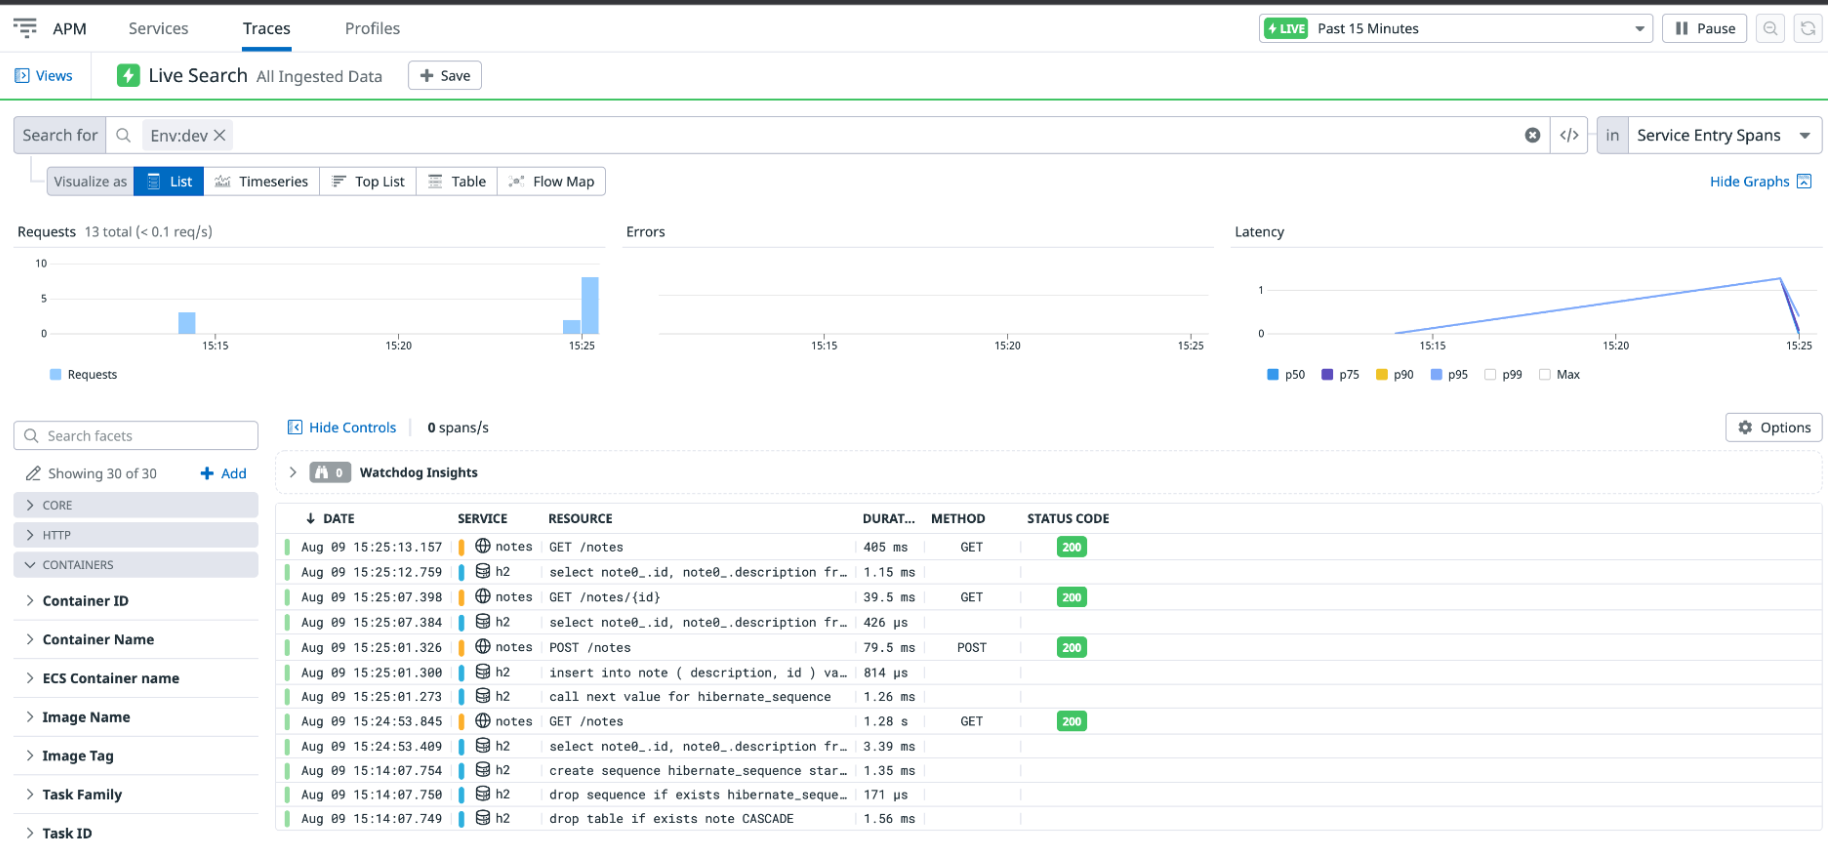 APM Services Traces Profiles LIVE Past 15 Minutes Pause
Views Live Search All Ingested Data + Save
Search for Env:dev </> in Service Entry Spans
Visualize as List Timeseries Top List Table Flow Map Hide Graphs
Requests 13 total (< 0.1 req/s)
10
5
0
15:15 15:20 15:25
Requests
Errors
15:15 15:20 15:25
Latency
1
0
15:15 15:20 15:25
p50 p75 p90 p95 p99 Max
Search facets
Showing 30 of 30 + Add
CORE
HTTP
CONTAINERS
Container ID
Container Name
ECS Container name
Image Name
Image Tag
Task Family
Task ID
Hide Controls 0 spans/s Options
0 Watchdog Insights
DATE SERVICE RESOURCE DURAT... METHOD STATUS CODE
Aug 09 15:25:13.157 notes GET /notes 405 ms GET 200
Aug 09 15:25:12.759 h2 select note0_.id, note0_.description fr... 1.15 ms
Aug 09 15:25:07.398 notes GET /notes/{id} 39.5 ms GET 200
Aug 09 15:25:07.384 h2 select note0_.id, note0_.description fr... 426 µs
Aug 09 15:25:01.326 notes POST /notes 79.5 ms POST 200
Aug 09 15:25:01.300 h2 insert into note ( description, id ) va... 814 µs
Aug 09 15:25:01.273 h2 call next value for hibernate_sequence 1.26 ms
Aug 09 15:24:53.845 notes GET /notes 1.28 s GET 200
Aug 09 15:24:53.409 h2 select note0_.id, note0_.description fr... 3.39 ms
Aug 09 15:14:07.754 h2 create sequence hibernate_sequence star... 1.35 ms
Aug 09 15:14:07.750 h2 drop sequence if exists hibernate_seque... 171 µs
Aug 09 15:14:07.749 h2 drop table if exists note CASCADE 1.56 ms